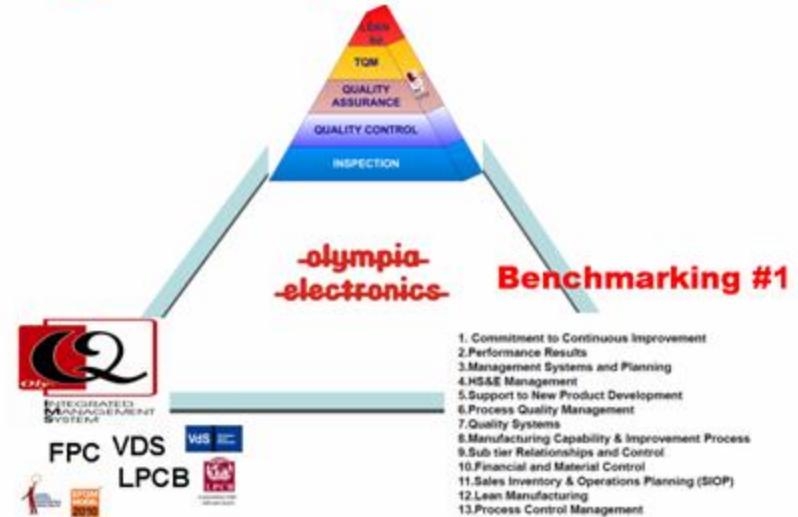 LEAN
TQM
QUALITY
ASSURANCE
QUALITY CONTROL
INSPECTION
olympia
electronics
Benchmarking #1
INTEGRATED
MANAGEMENT
SYSTEM
FPC VDS
LPCB
VdS
LPCB
EFQM
MODEL
2010
1. Commitment to Continuous Improvement
2.Performance Results
3.Management Systems and Planning
4.HS&E Management
5.Support to New Product Development
6.Process Quality Management
7.Quality Systems
8.Manufacturing Capability & Improvement Process
9.Sub tier Relationships and Control
10.Financial and Material Control
11.Sales Inventory & Operations Planning (SIOP)
12.Lean Manufacturing
13.Process Control Management